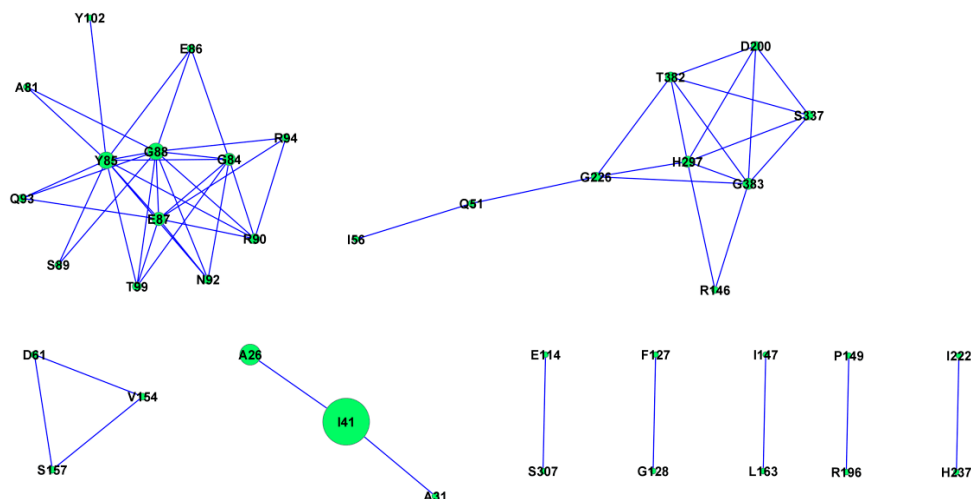 Y102
E86
A81
R94
G88
Y85
G84
Q93
E87
R90
S89
T99
N92
D200
T382
S337
H297
G226
G383
Q51
I56
R146
D61
V154
S157
A26
I41
A31
E114
S307
F127
G128
I147
L163
P149
R196
I222
H237